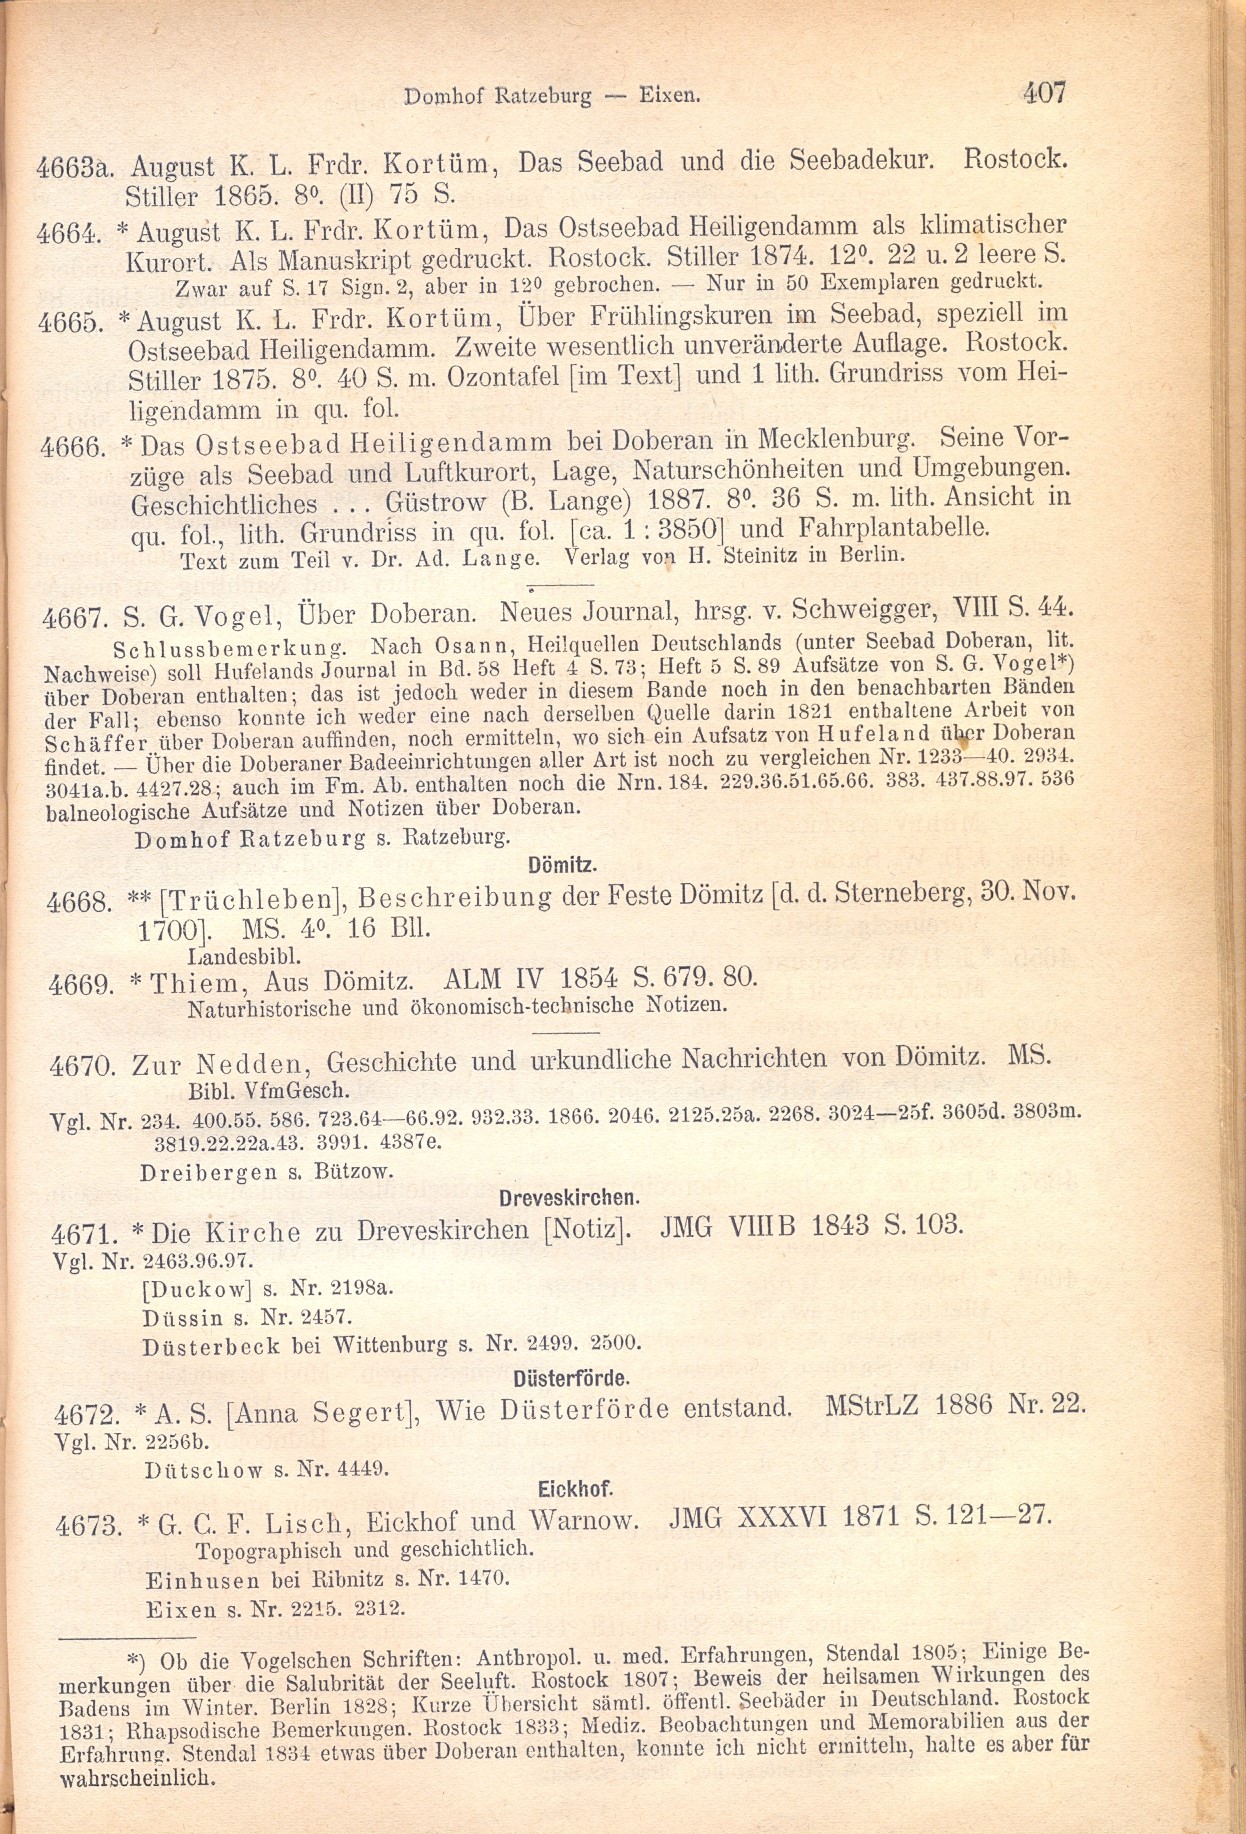 Domhof Ratzeburg — Eixen. 407
4663a. August K. L. Frdr. Kortüm, Das Seebad und die Seebadekur. Rostock.
Stiller 1865. 8⁰. (II) 75 S.
4664. * August K. L. Frdr. Kortüm, Das Ostseebad Heiligendamm als klimatischer
Kurort. Als Manuskript gedruckt. Rostock. Stiller 1874. 12⁰. 22 u. 2 leere S.
Zwar auf S. 17 Sign. 2, aber in 12⁰ gebrochen. — Nur in 50 Exemplaren gedruckt.
4665. * August K. L. Frdr. Kortüm, Über Frühlingskuren im Seebad, speziell im
Ostseebad Heiligendamm. Zweite wesentlich unveränderte Auflage. Rostock.
Stiller 1875. 8⁰. 40 S. m. Ozontafel [im Text] und 1 lith. Grundriss vom Hei-
ligendamm in qu. fol.
4666. * Das Ostseebad Heiligendamm bei Doberan in Mecklenburg. Seine Vor-
züge als Seebad und Luftkurort, Lage, Naturschönheiten und Umgebungen.
Geschichtliches . . . Güstrow (B. Lange) 1887. 8⁰. 36 S. m. lith. Ansicht in
qu. fol., lith. Grundriss in qu. fol. [ca. 1 : 3850] und Fahrplantabelle.
Text zum Teil v. Dr. Ad. Lange. Verlag von H. Steinitz in Berlin.
4667. S. G. Vogel, Über Doberan. Neues Journal, hrsg. v. Schweigger, VIII S. 44.
Schlussbemerkung. Nach Osann, Heilquellen Deutschlands (unter Seebad Doberan, lit.
Nachweise) soll Hufelands Journal in Bd. 58 Heft 4 S. 73; Heft 5 S. 89 Aufsätze von S. G. Vogel*)
über Doberan enthalten; das ist jedoch weder in diesem Bande noch in den benachbarten Bänden
der Fall; ebenso konnte ich weder eine nach derselben Quelle darin 1821 enthaltene Arbeit von
Schäffer über Doberan auffinden, noch ermitteln, wo sich ein Aufsatz von Hufeland über Doberan
findet. — Über die Doberaner Badeeinrichtungen aller Art ist noch zu vergleichen Nr. 1233—40. 2934.
3041a.b. 4427.28; auch im Fm. Ab. enthalten noch die Nrn. 184. 229.36.51.65.66. 383. 437.88.97. 536
balneologische Aufsätze und Notizen über Doberan.
Domhof Ratzeburg s. Ratzeburg.
Dömitz.
4668. ** [Trüchleben], Beschreibung der Feste Dömitz [d. d. Sterneberg, 30. Nov.
1700]. MS. 4⁰. 16 Bll.
Landesbibl.
4669. * Thiem, Aus Dömitz. ALM IV 1854 S. 679. 80.
Naturhistorische und ökonomisch-technische Notizen.
4670. Zur Nedden, Geschichte und urkundliche Nachrichten von Dömitz. MS.
Bibl. VfmGesch.
Vgl. Nr. 234. 400.55. 586. 723.64—66.92. 932.33. 1866. 2046. 2125.25a. 2268. 3024—25f. 3605d. 3803m.
3819.22.22a.43. 3991. 4387e.
Dreibergen s. Bützow.
Dreveskirchen.
4671. * Die Kirche zu Dreveskirchen [Notiz]. JMG VIII B 1843 S. 103.
Vgl. Nr. 2463.96.97.
[Duckow] s. Nr. 2198a.
Düssin s. Nr. 2457.
Düsterbeck bei Wittenburg s. Nr. 2499. 2500.
Düsterförde.
4672. * A. S. [Anna Segert], Wie Düsterförde entstand. MStrLZ 1886 Nr. 22.
Vgl. Nr. 2256b.
Dütschow s. Nr. 4449.
Eickhof.
4673. * G. C. F. Lisch, Eickhof und Warnow. JMG XXXVI 1871 S. 121—27.
Topographisch und geschichtlich.
Einhusen bei Ribnitz s. Nr. 1470.
Eixen s. Nr. 2215. 2312.
*) Ob die Vogelschen Schriften: Anthropol. u. med. Erfahrungen, Stendal 1805; Einige Be-
merkungen über die Salubrität der Seeluft. Rostock 1807; Beweis der heilsamen Wirkungen des
Badens im Winter. Berlin 1828; Kurze Übersicht sämtl. öffentl. Seebäder in Deutschland. Rostock
1831; Rhapsodische Bemerkungen. Rostock 1833; Mediz. Beobachtungen und Memorabilien aus der
Erfahrung. Stendal 1834 etwas über Doberan enthalten, konnte ich nicht ermitteln, halte es aber für
wahrscheinlich.